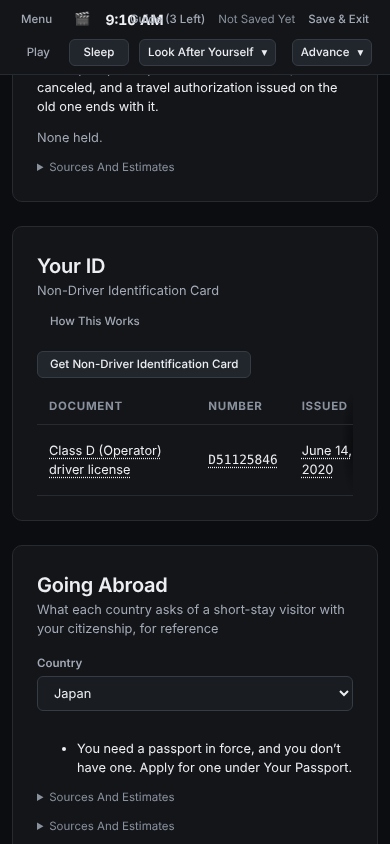 Menu 🎬 9:10 AM (3 Left) Not Saved Yet Save & Exit
Play Sleep Look After Yourself ▾ Advance ▾
canceled, and a travel authorization issued on the
old one ends with it.
None held.
▶ Sources And Estimates
Your ID
Non-Driver Identification Card
How This Works
Get Non-Driver Identification Card
DOCUMENT NUMBER ISSUED
Class D (Operator) driver license D51125846 June 14, 2020
Going Abroad
What each country asks of a short-stay visitor with
your citizenship, for reference
Country
Japan
• You need a passport in force, and you don’t
have one. Apply for one under Your Passport.
▶ Sources And Estimates
▶ Sources And Estimates